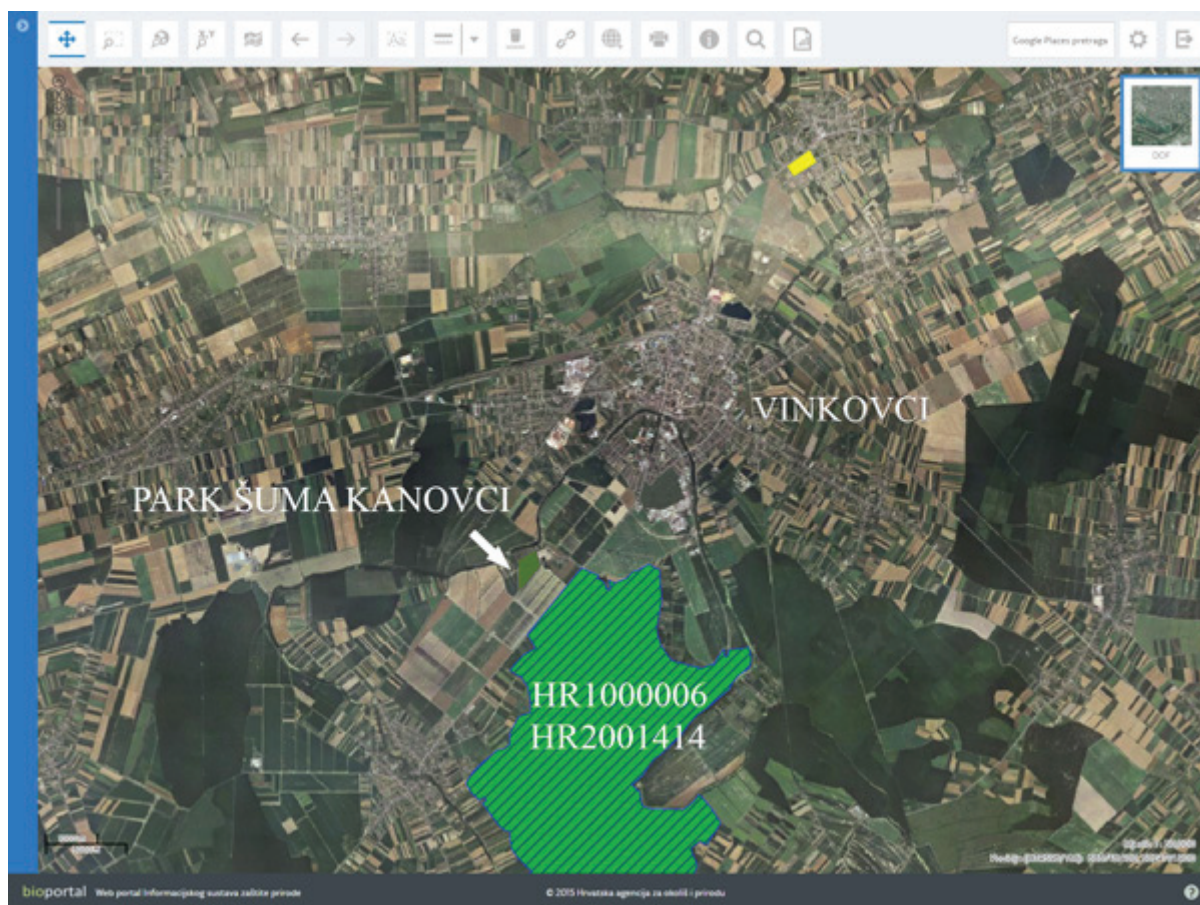 X,Y
Google Places pretraga
DOF
VINKOVCI
PARK ŠUMA KANOVCI
HR1000006
HR2001414
bioportal Web portal Informacijskog sustava zaštite prirode
© 2015 Hrvatska agencija za okoliš i prirodu
?